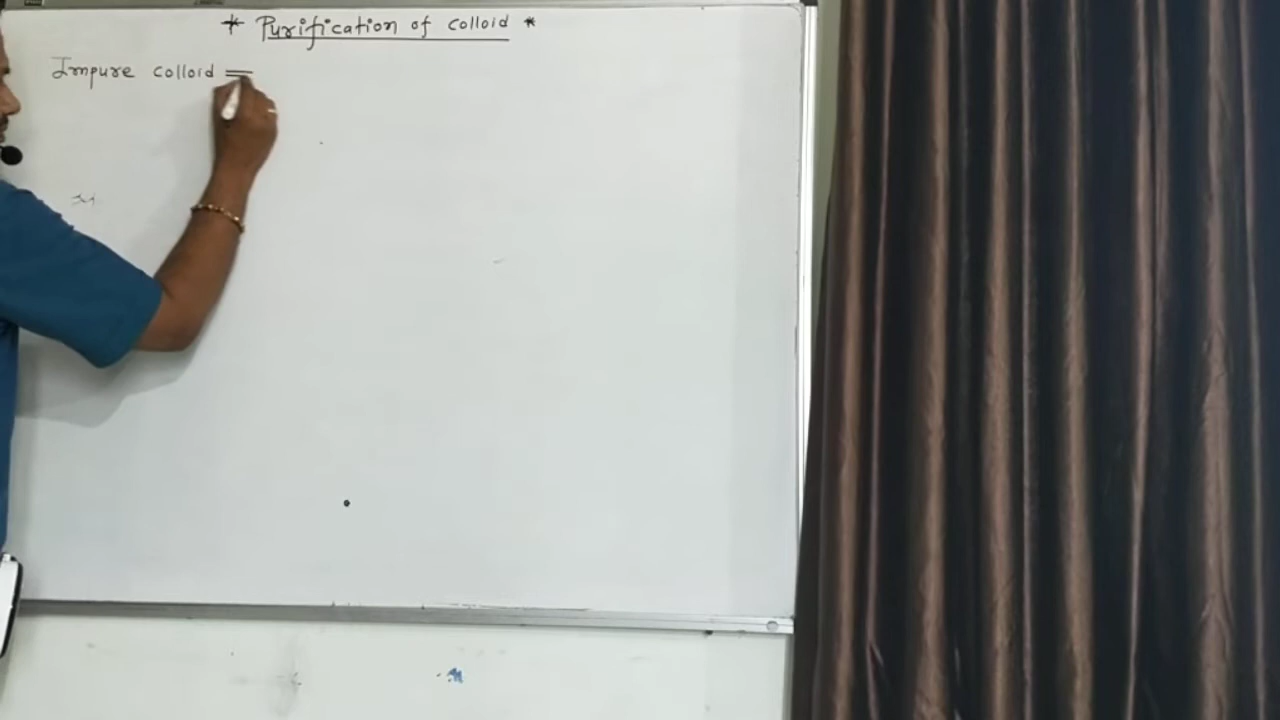 * Purification of colloid *
Impure colloid =